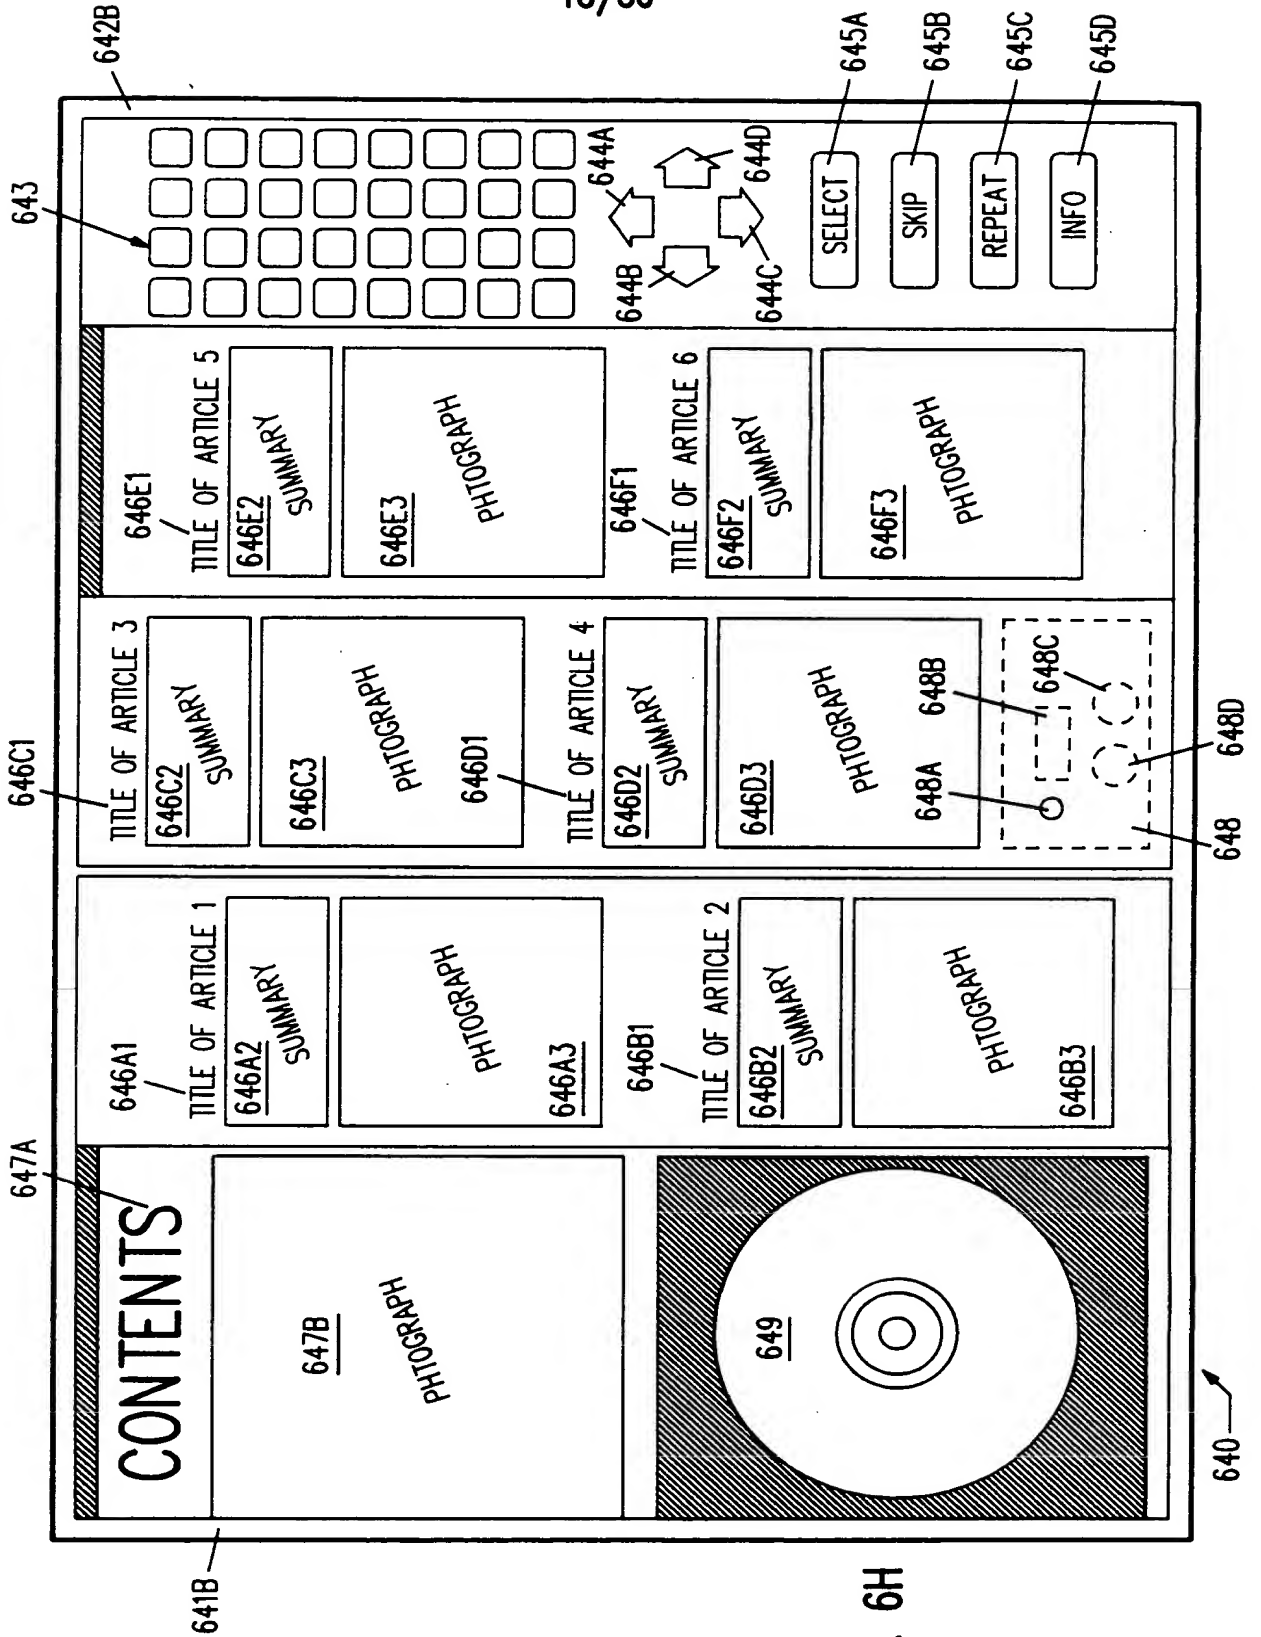 647A
646C1
643
642B
641B
CONTENTS
647B
PHTOGRAPH
649
646A1
TITLE OF ARTICLE 1
646A2
SUMMARY
PHTOGRAPH
646A3
646B1
TITLE OF ARTICLE 2
646B2
SUMMARY
PHTOGRAPH
646B3
TITLE OF ARTICLE 3
646C2
SUMMARY
646C3
PHTOGRAPH
646D1
TITLE OF ARTICLE 4
646D2
SUMMARY
646D3
PHTOGRAPH
648A
648B
648C
648D
648
646E1
TITLE OF ARTICLE 5
646E2
SUMMARY
646E3
PHTOGRAPH
646F1
TITLE OF ARTICLE 6
646F2
SUMMARY
646F3
PHTOGRAPH
644A
644B
644C
644D
SELECT
SKIP
REPEAT
INFO
645A
645B
645C
645D
640
6H